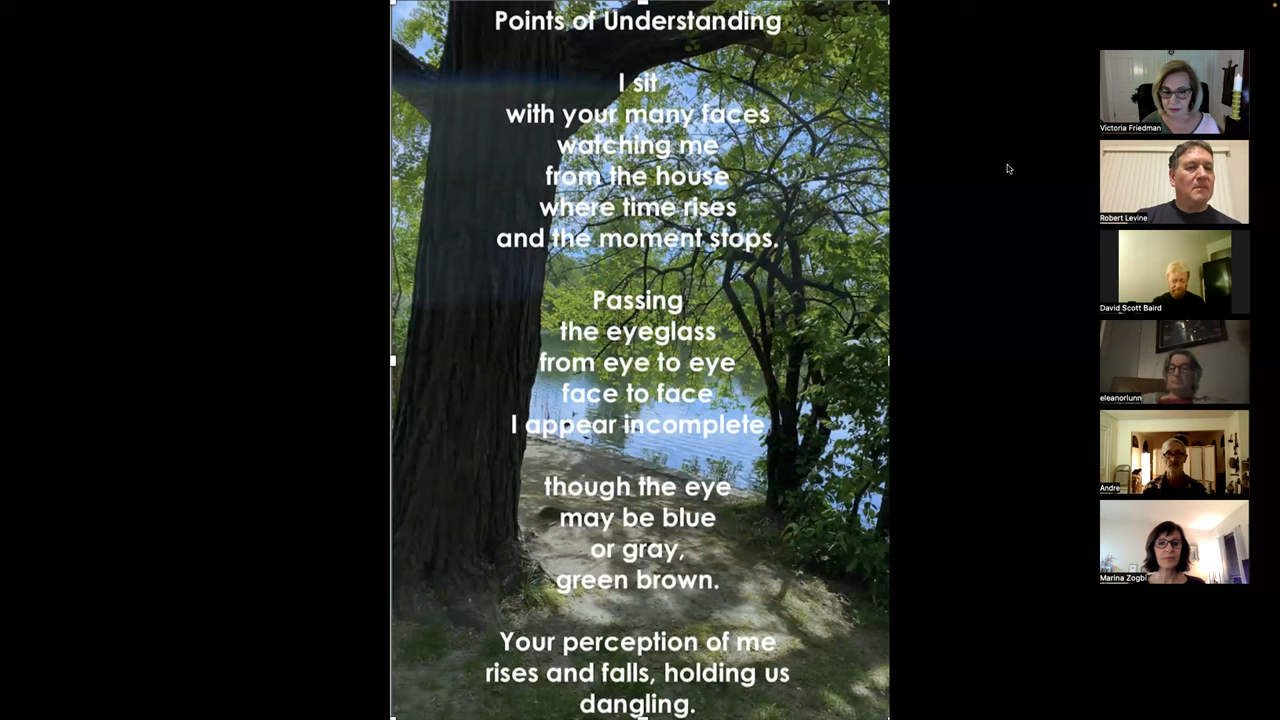 Points of Understanding
I sit
with your many faces
watching me
from the house
where time rises
and the moment stops.
Passing
the eyeglass
from eye to eye
face to face
I appear incomplete
though the eye
may be blue
or gray,
green brown.
Your perception of me
rises and falls, holding us
dangling.
Victoria Friedman
Robert Levine
David Scott Baird
eleanorlunn
Andre
Marina Zogbi